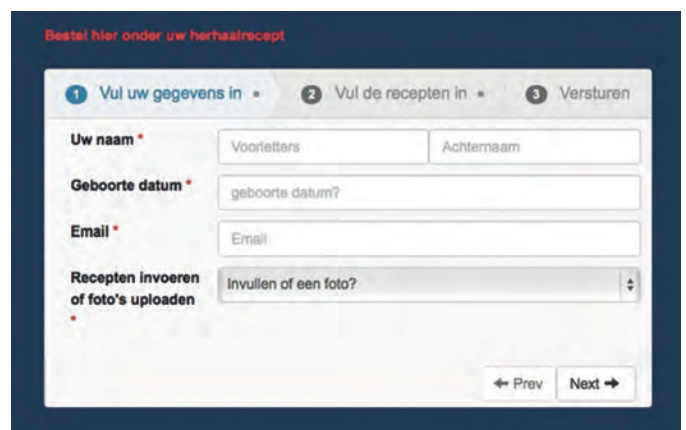 Bestel hier onder uw herhaalrecept
1 Vul uw gegevens in • 2 Vul de recepten in • 3 Versturen
Uw naam * Voorletters Achternaam
Geboorte datum * geboorte datum?
Email * Email
Recepten invoeren Invullen of een foto?
of foto's uploaden
*
← Prev Next →